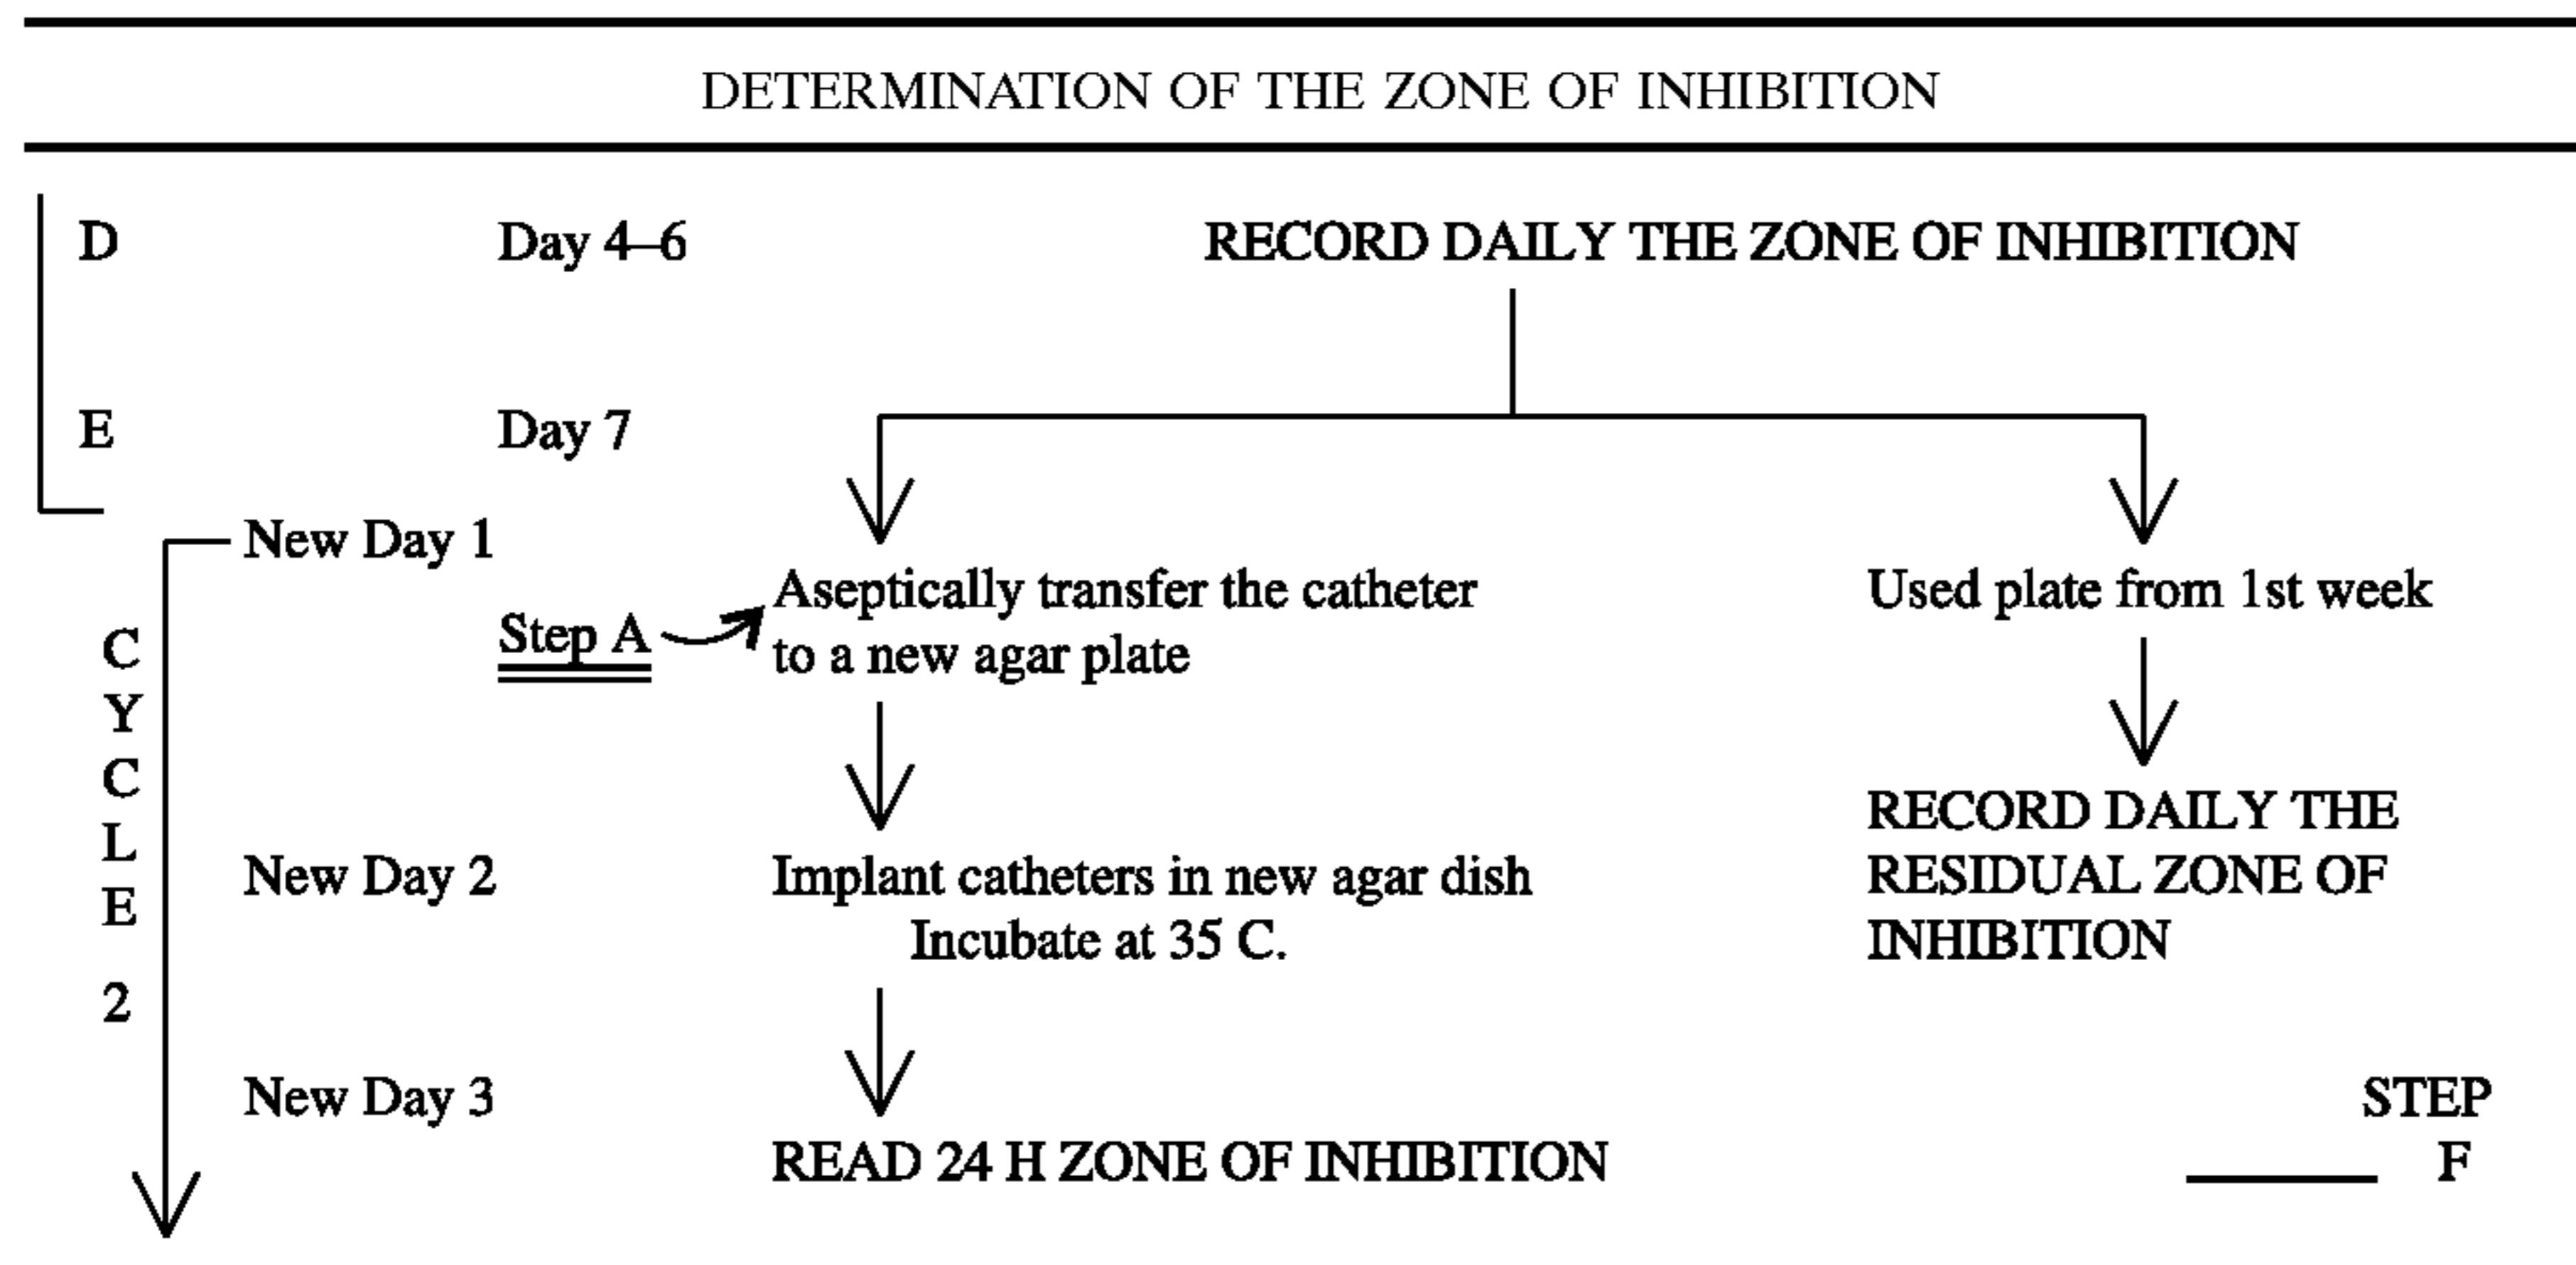 DETERMINATION OF THE ZONE OF INHIBITION
D Day 4–6 RECORD DAILY THE ZONE OF INHIBITION
E Day 7
New Day 1
Step A
Aseptically transfer the catheter
to a new agar plate
Used plate from 1st week
CYCLE 2
New Day 2
Implant catheters in new agar dish
Incubate at 35 C.
RECORD DAILY THE
RESIDUAL ZONE OF
INHIBITION
New Day 3
READ 24 H ZONE OF INHIBITION
STEP
F